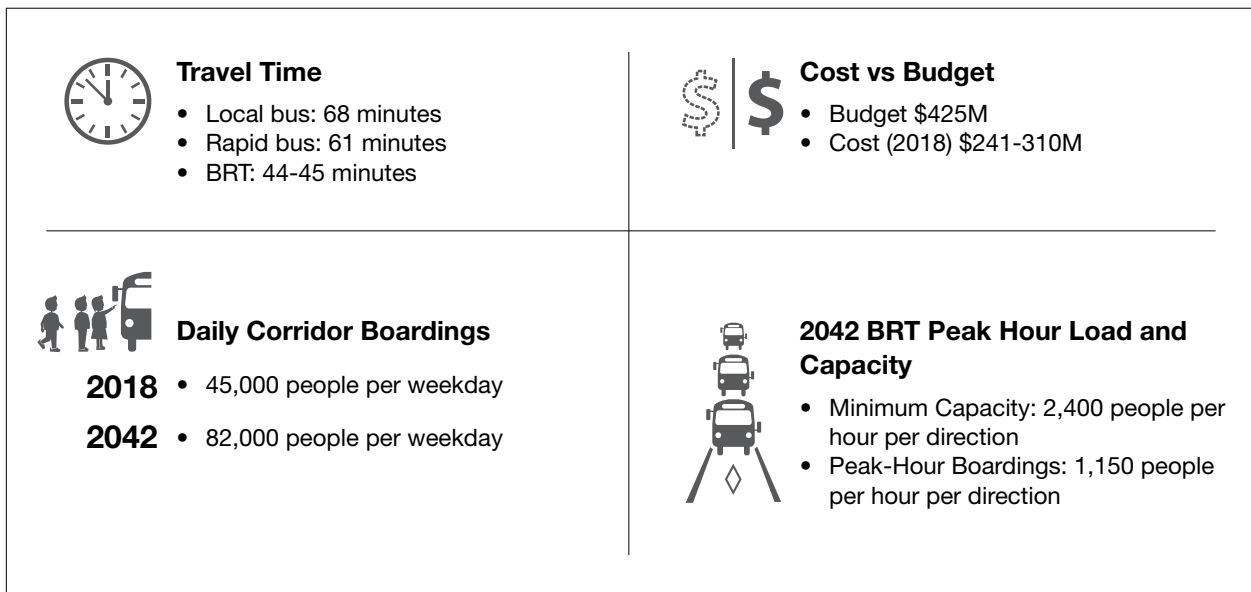 Travel Time
• Local bus: 68 minutes
• Rapid bus: 61 minutes
• BRT: 44-45 minutes
Cost vs Budget
• Budget $425M
• Cost (2018) $241-310M
Daily Corridor Boardings
2018 • 45,000 people per weekday
2042 • 82,000 people per weekday
2042 BRT Peak Hour Load and
Capacity
• Minimum Capacity: 2,400 people per
hour per direction
• Peak-Hour Boardings: 1,150 people
per hour per direction